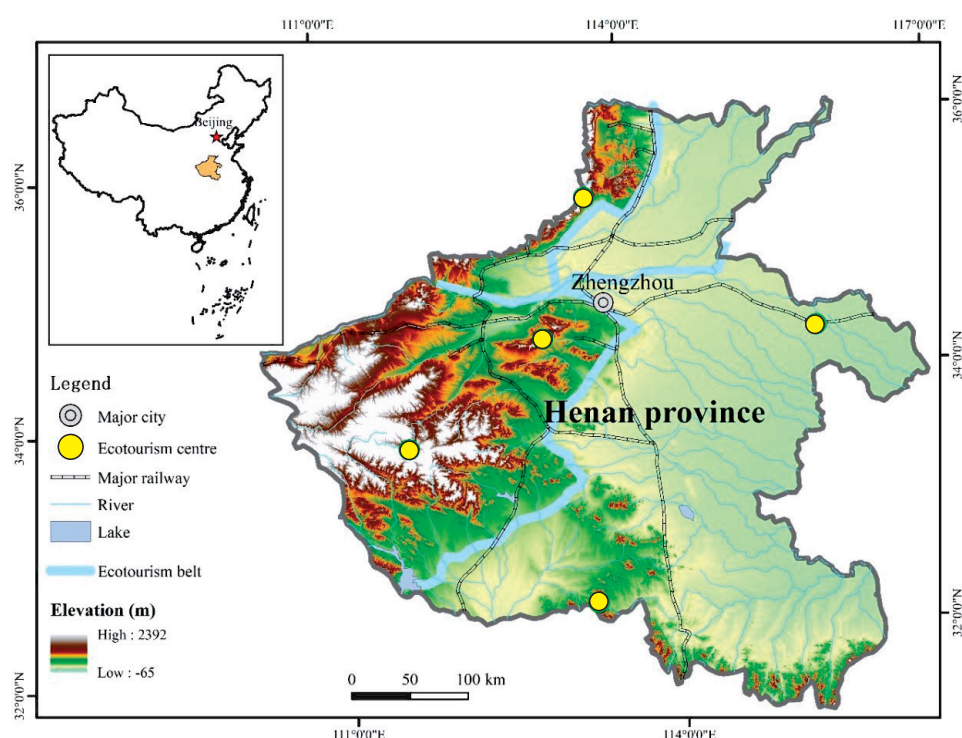 111°0'0"E
114°0'0"E
117°0'0"E
36°0'0"N
34°0'0"N
32°0'0"N
36°0'0"N
34°0'0"N
32°0'0"N
Beijing
Zhengzhou
Henan province
Legend
Major city
Ecotourism centre
Major railway
River
Lake
Ecotourism belt
Elevation (m)
High : 2392
Low : -65
0 50 100 km
111°0'0"E
114°0'0"E